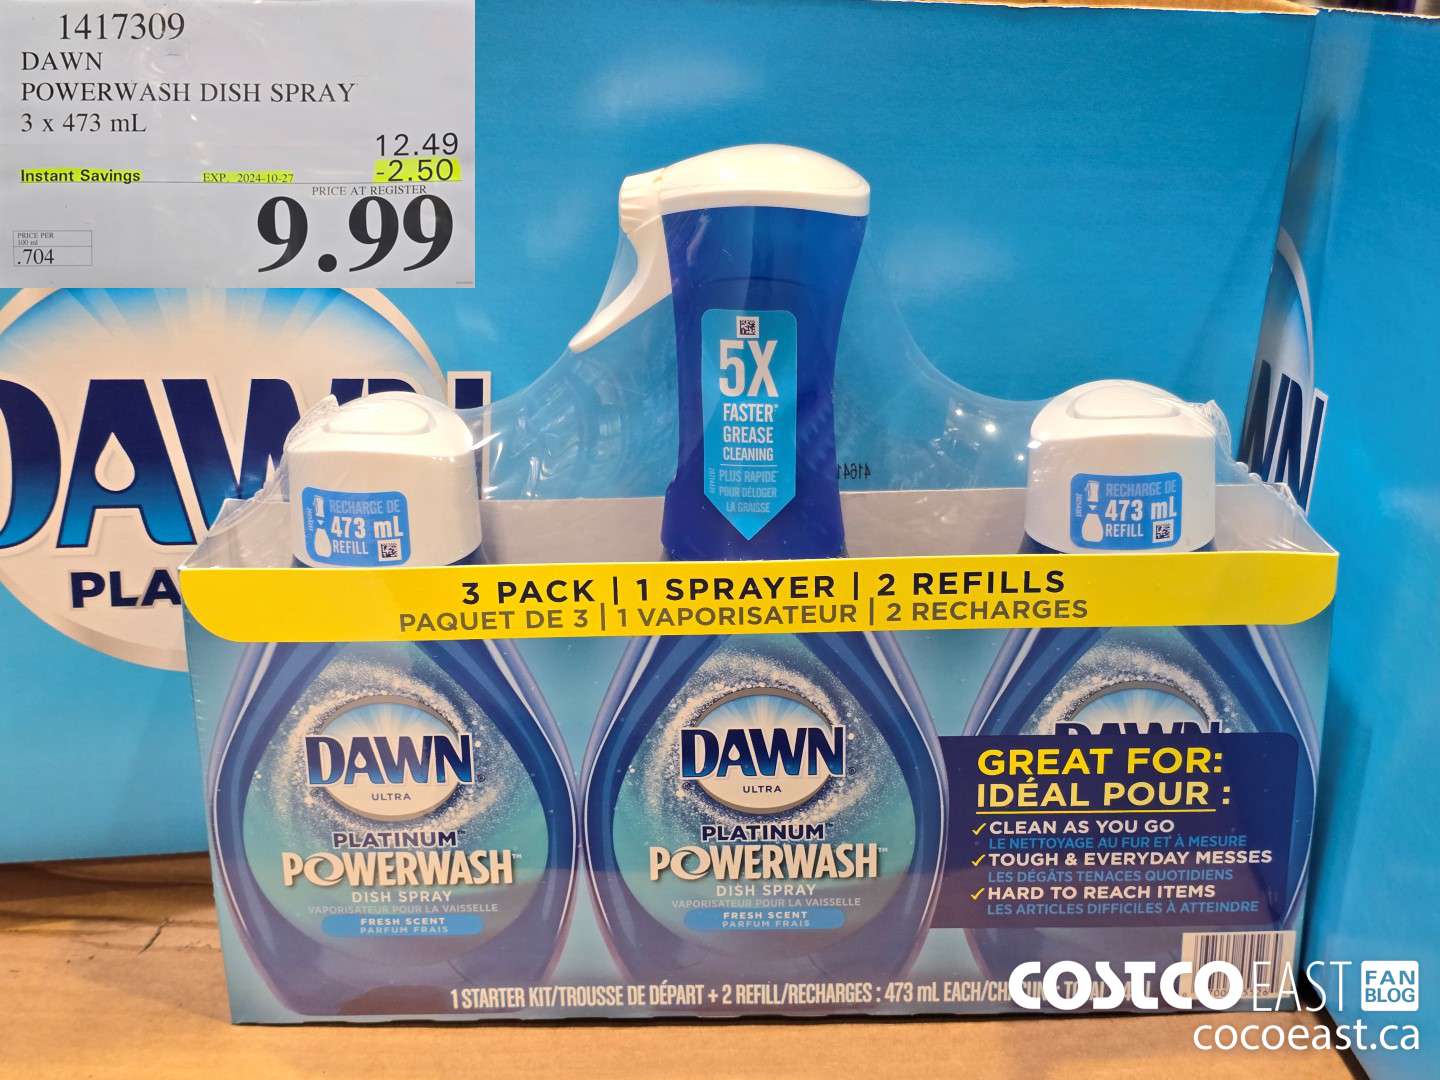 1417309
DAWN
POWERWASH DISH SPRAY
3 x 473 mL
12.49
Instant Savings EXP. 2024-10-27 -2.50
PRICE AT REGISTER
9.99
PRICE PER
100 ml
.704
DAWN
PLA
5X
FASTER™
GREASE
CLEANING
PLUS RAPIDE
POUR DÉLOGER
LA GRAISSE
RECHARGE DE
473 mL
REFILL
RECHARGE DE
473 mL
REFILL
3 PACK | 1 SPRAYER | 2 REFILLS
PAQUET DE 3 | 1 VAPORISATEUR | 2 RECHARGES
DAWN
ULTRA
PLATINUM™
POWERWASH™
DISH SPRAY
VAPORISATEUR POUR LA VAISSELLE
FRESH SCENT
PARFUM FRAIS
DAWN
ULTRA
PLATINUM™
POWERWASH™
DISH SPRAY
VAPORISATEUR POUR LA VAISSELLE
FRESH SCENT
PARFUM FRAIS
DAWN
GREAT FOR:
IDÉAL POUR :
✓CLEAN AS YOU GO
LE NETTOYAGE AU FUR ET À MESURE
✓TOUGH & EVERYDAY MESSES
LES DÉGÂTS TENACES QUOTIDIENS
✓HARD TO REACH ITEMS
LES ARTICLES DIFFICILES À ATTEINDRE
1 STARTER KIT/TROUSSE DE DÉPART + 2 REFILL/RECHARGES : 473 mL EACH/CH
COSTCO EAST FAN BLOG
cocoeast.ca